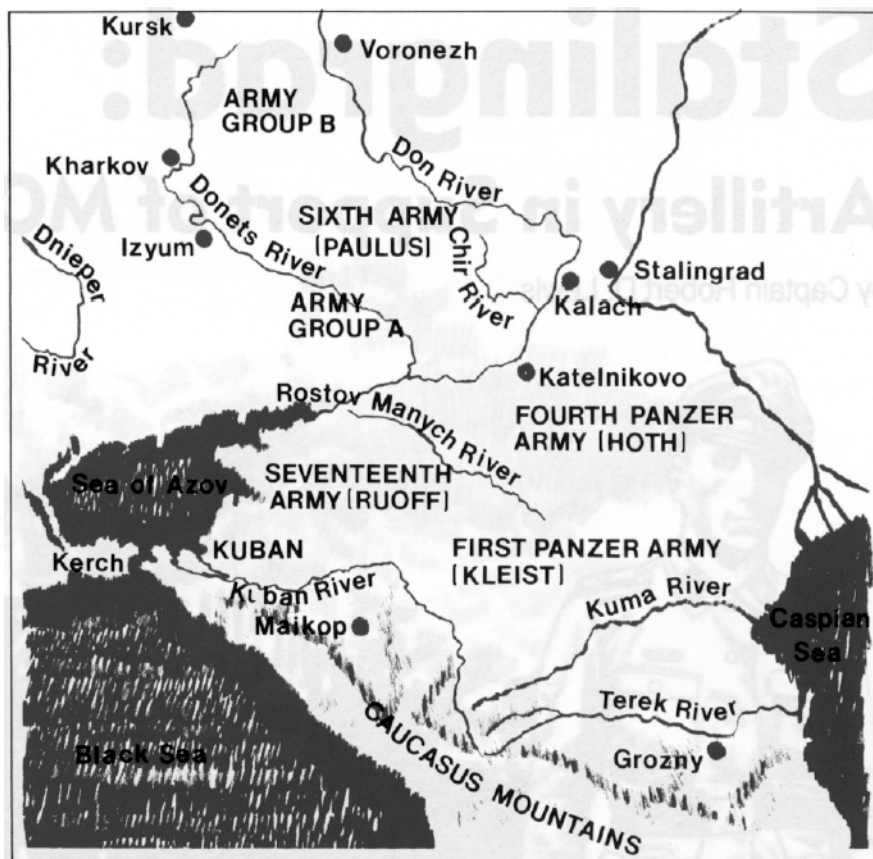 Stalingrad:
Kursk
Voronezh
ARMY
GROUP B
Kharkov
Don River
Artillery in Support of MO
Donets River
SIXTH ARMY
(PAULUS)
Izyum
Dnieper
River
Chir River
Stalingrad
Kalach
y Captain Robert D.
ARMY
GROUP A
Katelnikovo
Rostov
Manych River
FOURTH PANZER
ARMY (HOTH)
Sea of Azov
SEVENTEENTH
ARMY (RUOFF)
KUBAN
Kerch
FIRST PANZER ARMY
(KLEIST)
Kuban River
Kuma River
Maikop
Caspian
Sea
Terek River
CAUCASUS MOUNTAINS
Black Sea
Grozny